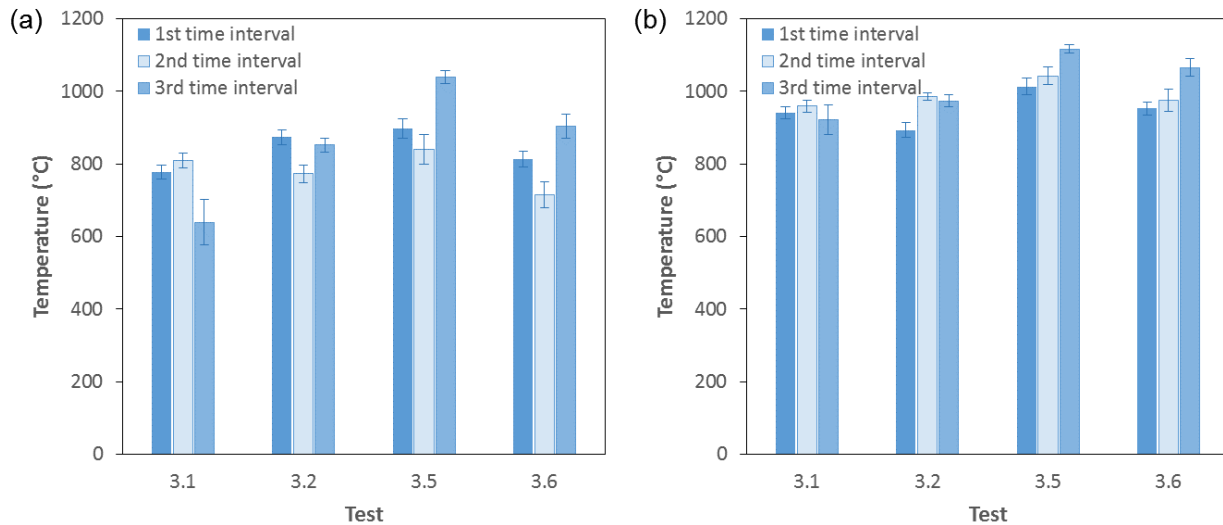 (a)
1st time interval
2nd time interval
3rd time interval
Temperature (°C)
1200
1000
800
600
400
200
0
3.1 3.2 3.5 3.6
Test
(b)
1st time interval
2nd time interval
3rd time interval
Temperature (°C)
1200
1000
800
600
400
200
0
3.1 3.2 3.5 3.6
Test